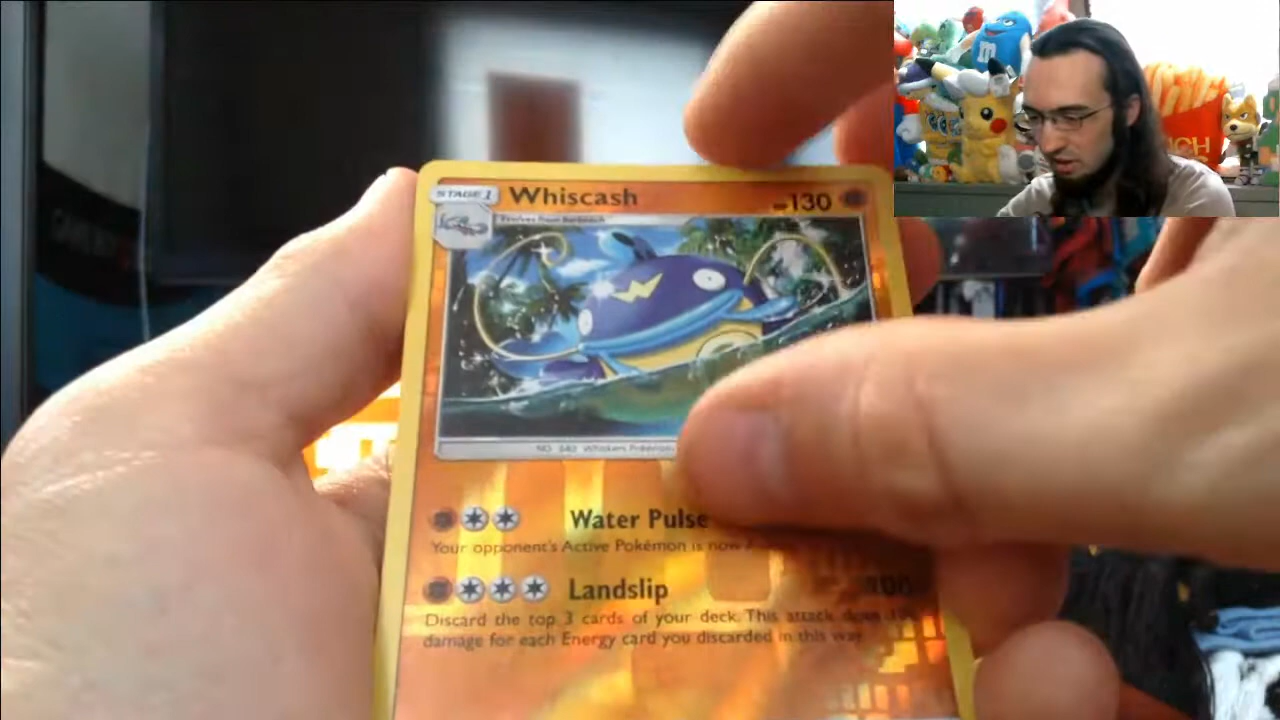 STAGE 1 Whiscash 130
Evolves from Barboach
NO. 340 Whiskers Pokémon
Water Pulse
Your opponent's Active Pokémon is now
Landslip 100
Discard the top 3 cards of your deck. This attack does
damage for each Energy card you discarded in this way.
m
NCH